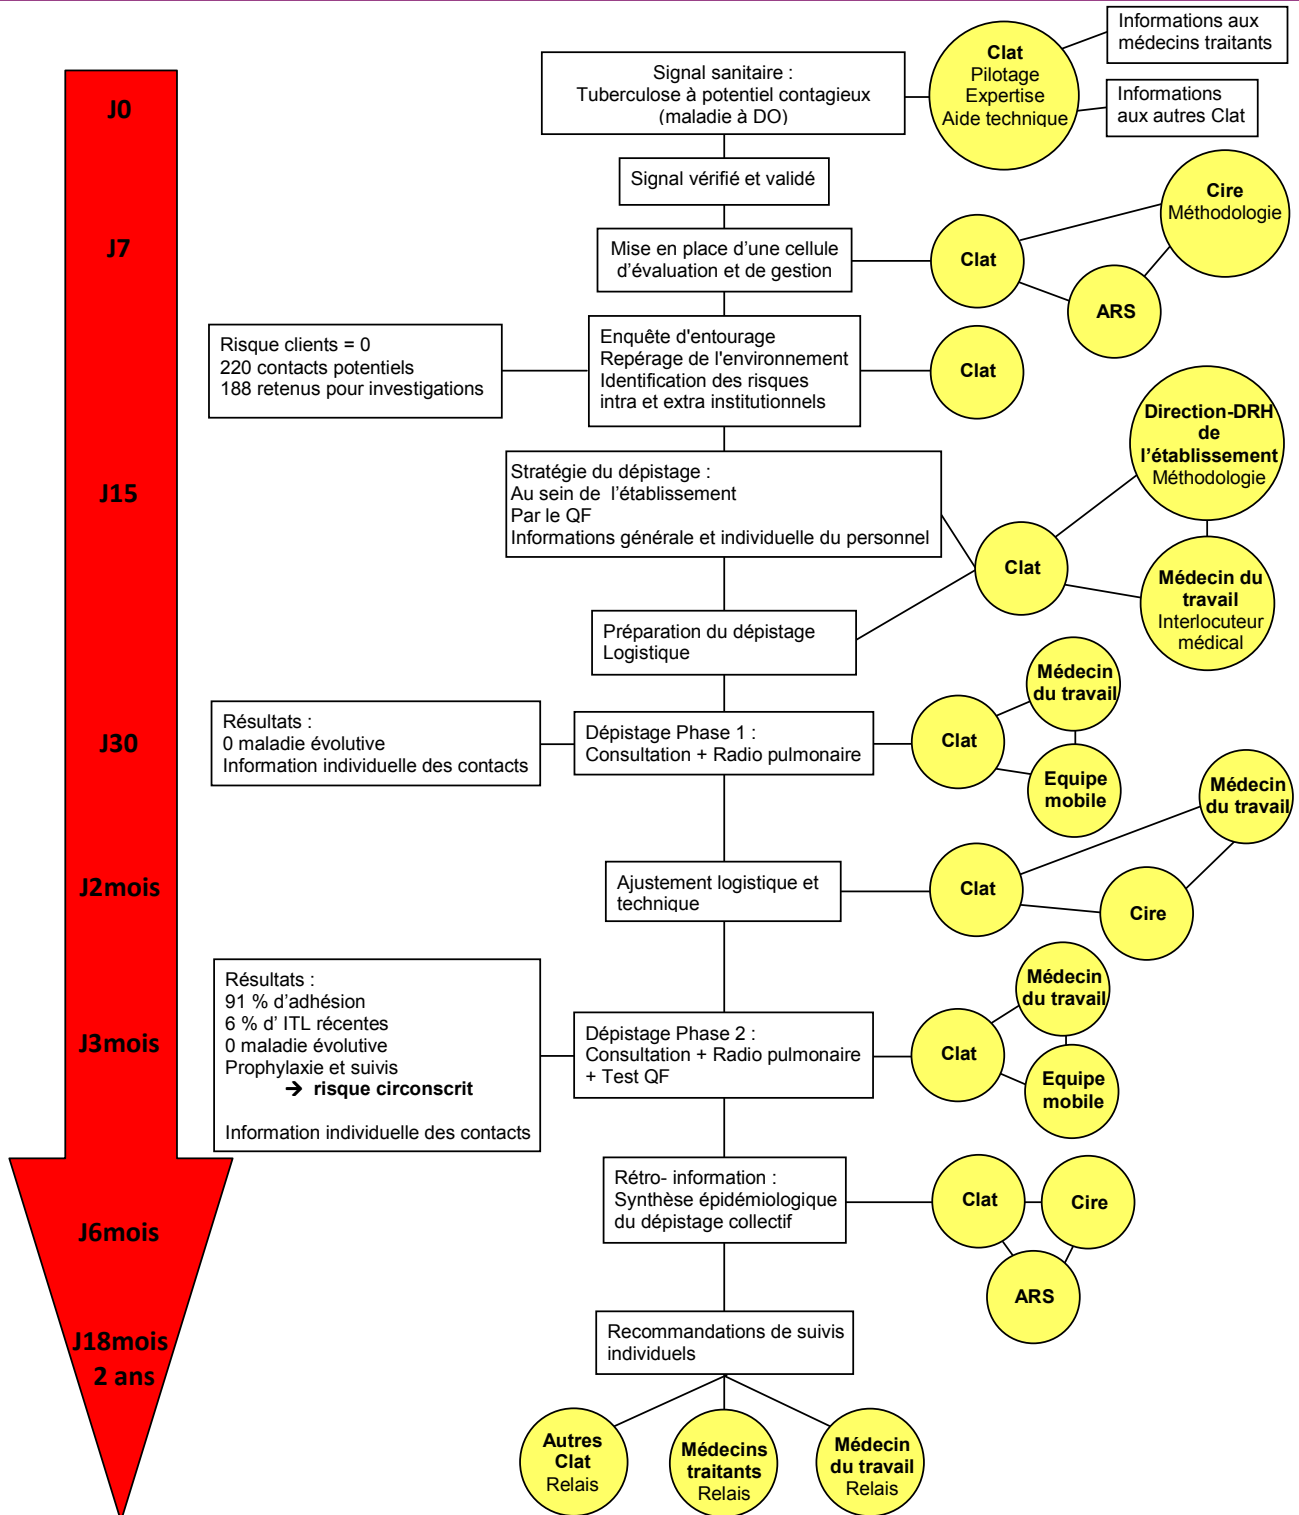 J0
Signal sanitaire :
Tuberculose à potentiel contagieux
(maladie à DO)
Clat
Pilotage
Expertise
Aide technique
Informations aux
médecins traitants
Informations
aux autres Clat
Signal vérifié et validé
J7
Mise en place d'une cellule
d'évaluation et de gestion
Clat
Cire
Méthodologie
ARS
Risque clients = 0
220 contacts potentiels
188 retenus pour investigations
Enquête d'entourage
Repérage de l'environnement
Identification des risques
intra et extra institutionnels
Clat
J15
Stratégie du dépistage :
Au sein de l'établissement
Par le QF
Informations générale et individuelle du personnel
Clat
Direction-DRH
de
l'établissement
Méthodologie
Médecin du
travail
Interlocuteur
médical
Préparation du dépistage
Logistique
J30
Résultats :
0 maladie évolutive
Information individuelle des contacts
Dépistage Phase 1 :
Consultation + Radio pulmonaire
Clat
Médecin
du travail
Equipe
mobile
J2mois
Ajustement logistique et
technique
Clat
Médecin
du travail
Cire
J3mois
Résultats :
91 % d'adhésion
6 % d' ITL récentes
0 maladie évolutive
Prophylaxie et suivis
→ risque circonscrit
Information individuelle des contacts
Dépistage Phase 2 :
Consultation + Radio pulmonaire
+ Test QF
Clat
Médecin
du travail
Equipe
mobile
J6mois
Rétro- information :
Synthèse épidémiologique
du dépistage collectif
Clat
Cire
ARS
J18mois
2 ans
Recommandations de suivis
individuels
Autres
Clat
Relais
Médecins
traitants
Relais
Médecin
du travail
Relais